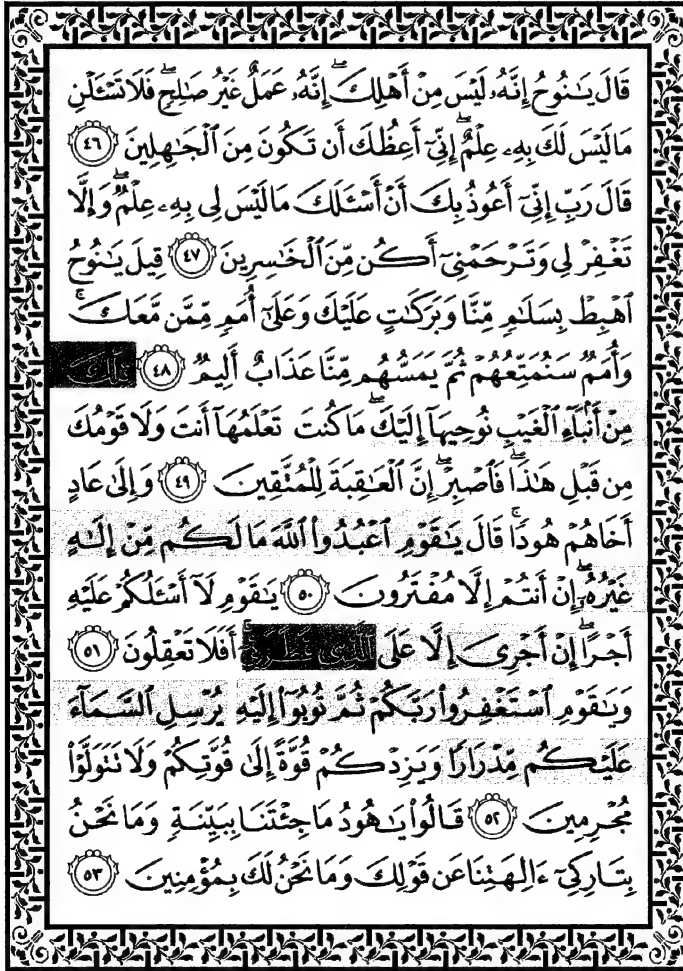 قَالَ يَـٰنُوحُ إِنَّهُۥ لَيْسَ مِنْ أَهْلِكَ ۖ إِنَّهُۥ عَمَلٌ غَيْرُ صَـٰلِحٍ ۖ فَلَا تَسْـَٔلْنِ
مَا لَيْسَ لَكَ بِهِۦ عِلْمٌ ۖ إِنِّىٓ أَعِظُكَ أَن تَكُونَ مِنَ ٱلْجَـٰهِلِينَ ٤٦
قَالَ رَبِّ إِنِّىٓ أَعُوذُ بِكَ أَنْ أَسْـَٔلَكَ مَا لَيْسَ لِى بِهِۦ عِلْمٌ ۖ وَإِلَّا
تَغْفِرْ لِى وَتَرْحَمْنِىٓ أَكُن مِّنَ ٱلْخَـٰسِرِينَ ٤٧ قِيلَ يَـٰنُوحُ
ٱهْبِطْ بِسَلَـٰمٍ مِّنَّا وَبَرَكَـٰتٍ عَلَيْكَ وَعَلَىٰٓ أُمَمٍ مِّمَّن مَّعَكَ ۚ
وَأُمَمٌ سَنُمَتِّعُهُمْ ثُمَّ يَمَسُّهُم مِّنَّا عَذَابٌ أَلِيمٌ ٤٨ تِلْكَ
مِنْ أَنۢبَآءِ ٱلْغَيْبِ نُوحِيهَآ إِلَيْكَ ۖ مَا كُنتَ تَعْلَمُهَآ أَنتَ وَلَا قَوْمُكَ
مِن قَبْلِ هَـٰذَا ۖ فَٱصْبِرْ ۖ إِنَّ ٱلْعَـٰقِبَةَ لِلْمُتَّقِينَ ٤٩ وَإِلَىٰ عَادٍ
أَخَاهُمْ هُودًا ۚ قَالَ يَـٰقَوْمِ ٱعْبُدُوا۟ ٱللَّهَ مَا لَكُم مِّنْ إِلَـٰهٍ
غَيْرُهُۥٓ ۖ إِنْ أَنتُمْ إِلَّا مُفْتَرُونَ ٥٠ يَـٰقَوْمِ لَآ أَسْـَٔلُكُمْ عَلَيْهِ
أَجْرًا ۖ إِنْ أَجْرِىَ إِلَّا عَلَى ٱلَّذِى فَطَرَنِىٓ ۚ أَفَلَا تَعْقِلُونَ ٥١
وَيَـٰقَوْمِ ٱسْتَغْفِرُوا۟ رَبَّكُمْ ثُمَّ تُوبُوٓا۟ إِلَيْهِ يُرْسِلِ ٱلسَّمَآءَ
عَلَيْكُم مِّدْرَارًا وَيَزِدْكُمْ قُوَّةً إِلَىٰ قُوَّتِكُمْ وَلَا تَتَوَلَّوْا۟
مُجْرِمِينَ ٥٢ قَالُوا۟ يَـٰهُودُ مَا جِئْتَنَا بِبَيِّنَةٍ وَمَا نَحْنُ
بِتَارِكِىٓ ءَالِهَتِنَا عَن قَوْلِكَ وَمَا نَحْنُ لَكَ بِمُؤْمِنِينَ ٥٣